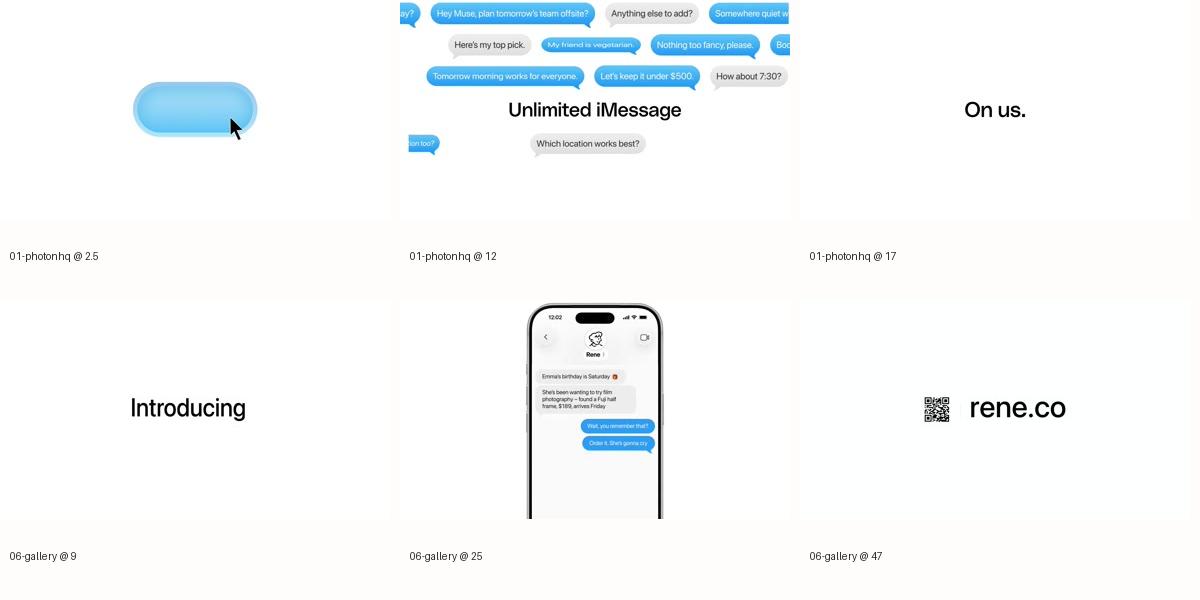 ay?
Hey Muse, plan tomorrow's team offsite?
Anything else to add?
Somewhere quiet w
Here's my top pick.
My friend is vegetarian.
Nothing too fancy, please.
Boo
Tomorrow morning works for everyone.
Let's keep it under $500.
How about 7:30?
Unlimited iMessage
ion too?
Which location works best?
On us.
01-photonhq @ 2.5
01-photonhq @ 12
01-photonhq @ 17
Introducing
12:02
Rene
Emma's birthday is Saturday 🎁
She's been wanting to try film
photography – found a Fuji half
frame, $189, arrives Friday
Wait, you remember that?
Order it. She's gonna cry
rene.co
06-gallery @ 9
06-gallery @ 25
06-gallery @ 47